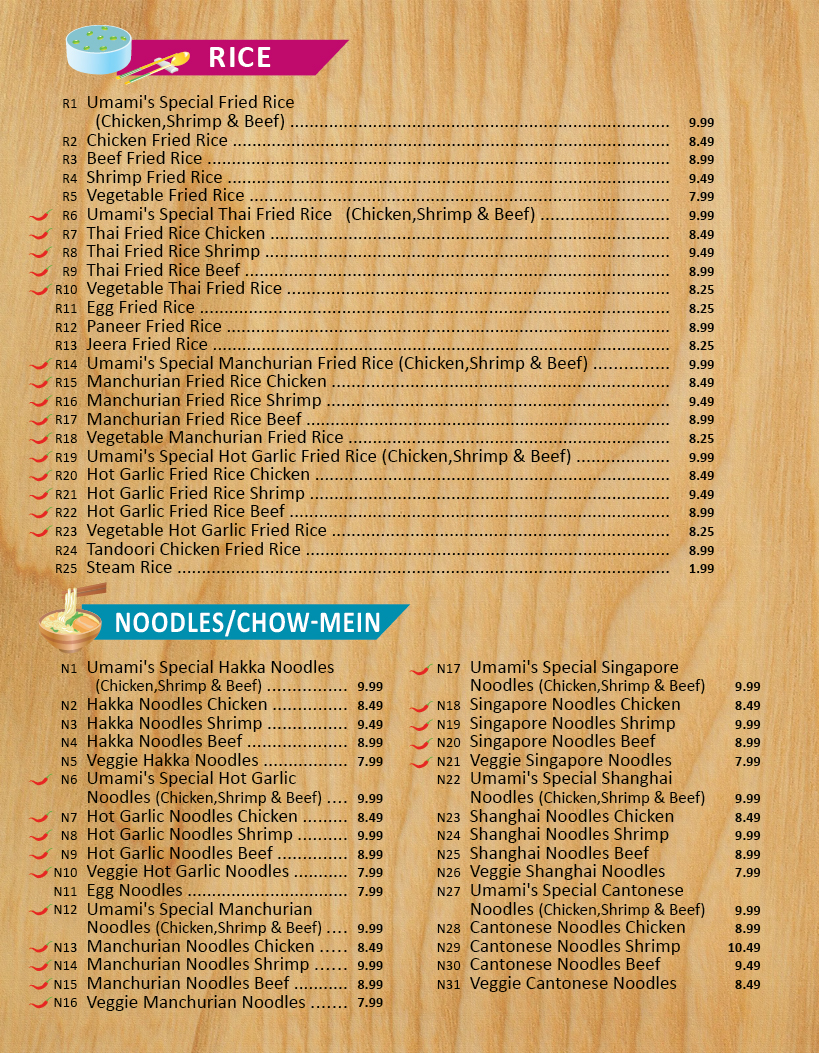 RICE
R1 Umami's Special Fried Rice
(Chicken,Shrimp & Beef) ........ 9.99
R2 Chicken Fried Rice ........ 8.49
R3 Beef Fried Rice ........ 8.99
R4 Shrimp Fried Rice ........ 9.49
R5 Vegetable Fried Rice ........ 7.99
R6 Umami's Special Thai Fried Rice (Chicken,Shrimp & Beef) ........ 9.99
R7 Thai Fried Rice Chicken ........ 8.49
R8 Thai Fried Rice Shrimp ........ 9.49
R9 Thai Fried Rice Beef ........ 8.99
R10 Vegetable Thai Fried Rice ........ 8.25
R11 Egg Fried Rice ........ 8.25
R12 Paneer Fried Rice ........ 8.99
R13 Jeera Fried Rice ........ 8.25
R14 Umami's Special Manchurian Fried Rice (Chicken,Shrimp & Beef) ........ 9.99
R15 Manchurian Fried Rice Chicken ........ 8.49
R16 Manchurian Fried Rice Shrimp ........ 9.49
R17 Manchurian Fried Rice Beef ........ 8.99
R18 Vegetable Manchurian Fried Rice ........ 8.25
R19 Umami's Special Hot Garlic Fried Rice (Chicken,Shrimp & Beef) ........ 9.99
R20 Hot Garlic Fried Rice Chicken ........ 8.49
R21 Hot Garlic Fried Rice Shrimp ........ 9.49
R22 Hot Garlic Fried Rice Beef ........ 8.99
R23 Vegetable Hot Garlic Fried Rice ........ 8.25
R24 Tandoori Chicken Fried Rice ........ 8.99
R25 Steam Rice ........ 1.99
NOODLES/CHOW-MEIN
N1 Umami's Special Hakka Noodles
(Chicken,Shrimp & Beef) ........ 9.99
N2 Hakka Noodles Chicken ........ 8.49
N3 Hakka Noodles Shrimp ........ 9.49
N4 Hakka Noodles Beef ........ 8.99
N5 Veggie Hakka Noodles ........ 7.99
N6 Umami's Special Hot Garlic
Noodles (Chicken,Shrimp & Beef) .... 9.99
N7 Hot Garlic Noodles Chicken ........ 8.49
N8 Hot Garlic Noodles Shrimp ........ 9.99
N9 Hot Garlic Noodles Beef ........ 8.99
N10 Veggie Hot Garlic Noodles ........ 7.99
N11 Egg Noodles ........ 7.99
N12 Umami's Special Manchurian
Noodles (Chicken,Shrimp & Beef) .... 9.99
N13 Manchurian Noodles Chicken ..... 8.49
N14 Manchurian Noodles Shrimp ...... 9.99
N15 Manchurian Noodles Beef ........ 8.99
N16 Veggie Manchurian Noodles ....... 7.99
N17 Umami's Special Singapore
Noodles (Chicken,Shrimp & Beef) 9.99
N18 Singapore Noodles Chicken 8.49
N19 Singapore Noodles Shrimp 9.99
N20 Singapore Noodles Beef 8.99
N21 Veggie Singapore Noodles 7.99
N22 Umami's Special Shanghai
Noodles (Chicken,Shrimp & Beef) 9.99
N23 Shanghai Noodles Chicken 8.49
N24 Shanghai Noodles Shrimp 9.99
N25 Shanghai Noodles Beef 8.99
N26 Veggie Shanghai Noodles 7.99
N27 Umami's Special Cantonese
Noodles (Chicken,Shrimp & Beef) 9.99
N28 Cantonese Noodles Chicken 8.99
N29 Cantonese Noodles Shrimp 10.49
N30 Cantonese Noodles Beef 9.49
N31 Veggie Cantonese Noodles 8.49